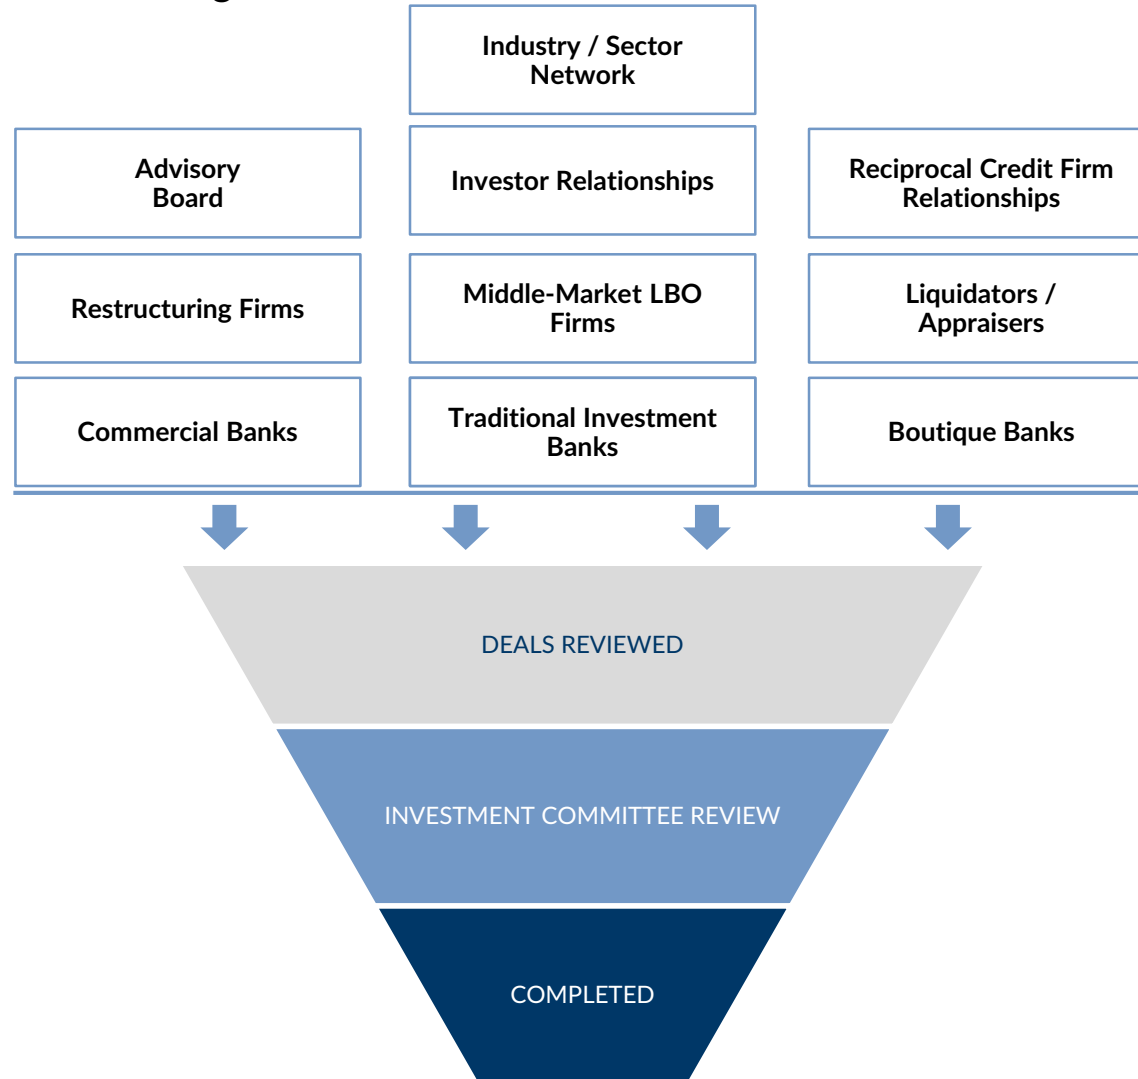 Industry / Sector
Network
Advisory
Board
Investor Relationships
Reciprocal Credit Firm
Relationships
Restructuring Firms
Middle-Market LBO
Firms
Liquidators /
Appraisers
Commercial Banks
Traditional Investment
Banks
Boutique Banks
DEALS REVIEWED
INVESTMENT COMMITTEE REVIEW
COMPLETED